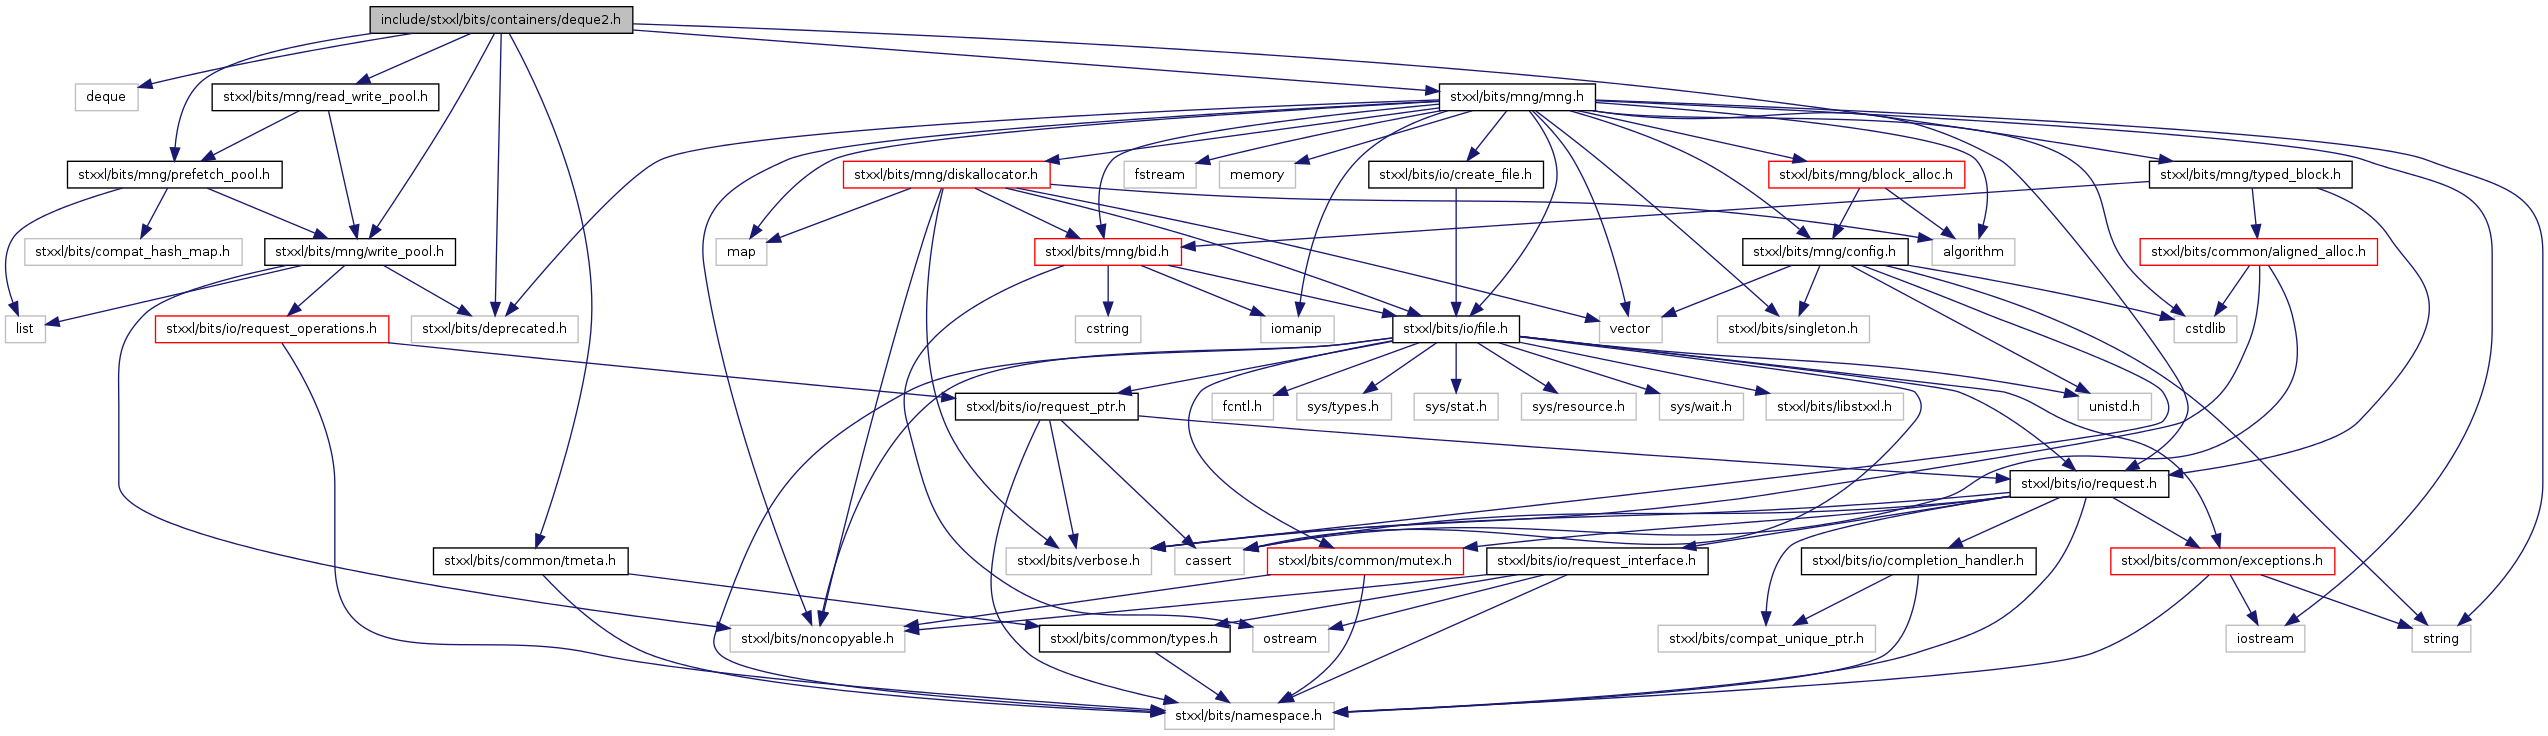 include/stxxl/bits/containers/deque2.h
deque
stxxl/bits/mng/read_write_pool.h
stxxl/bits/mng/mng.h
stxxl/bits/mng/prefetch_pool.h
stxxl/bits/mng/diskallocator.h
fstream
memory
stxxl/bits/io/create_file.h
stxxl/bits/mng/block_alloc.h
stxxl/bits/mng/typed_block.h
stxxl/bits/compat_hash_map.h
stxxl/bits/mng/write_pool.h
map
stxxl/bits/mng/bid.h
stxxl/bits/mng/config.h
algorithm
stxxl/bits/common/aligned_alloc.h
list
stxxl/bits/io/request_operations.h
stxxl/bits/deprecated.h
cstring
iomanip
stxxl/bits/io/file.h
vector
stxxl/bits/singleton.h
cstdlib
stxxl/bits/io/request_ptr.h
fcntl.h
sys/types.h
sys/stat.h
sys/resource.h
sys/wait.h
stxxl/bits/libstxxl.h
unistd.h
stxxl/bits/io/request.h
stxxl/bits/common/tmeta.h
stxxl/bits/verbose.h
cassert
stxxl/bits/common/mutex.h
stxxl/bits/io/request_interface.h
stxxl/bits/io/completion_handler.h
stxxl/bits/common/exceptions.h
stxxl/bits/noncopyable.h
stxxl/bits/common/types.h
ostream
stxxl/bits/compat_unique_ptr.h
iostream
string
stxxl/bits/namespace.h